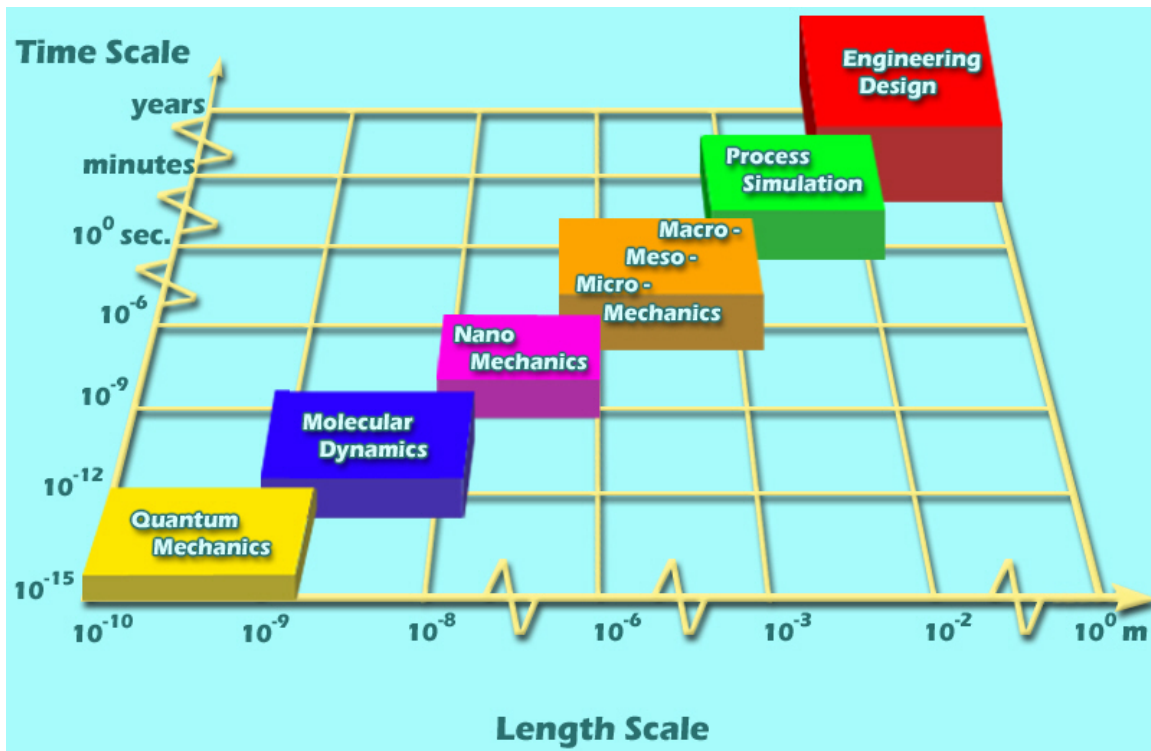 Time Scale
years
minutes
10⁰ sec.
10⁻⁶
10⁻⁹
10⁻¹²
10⁻¹⁵
Engineering
Design
Process
Simulation
Macro -
Meso -
Micro -
Mechanics
Nano
Mechanics
Molecular
Dynamics
Quantum
Mechanics
10⁻¹⁰ 10⁻⁹ 10⁻⁸ 10⁻⁶ 10⁻³ 10⁻² 10⁰ m
Length Scale